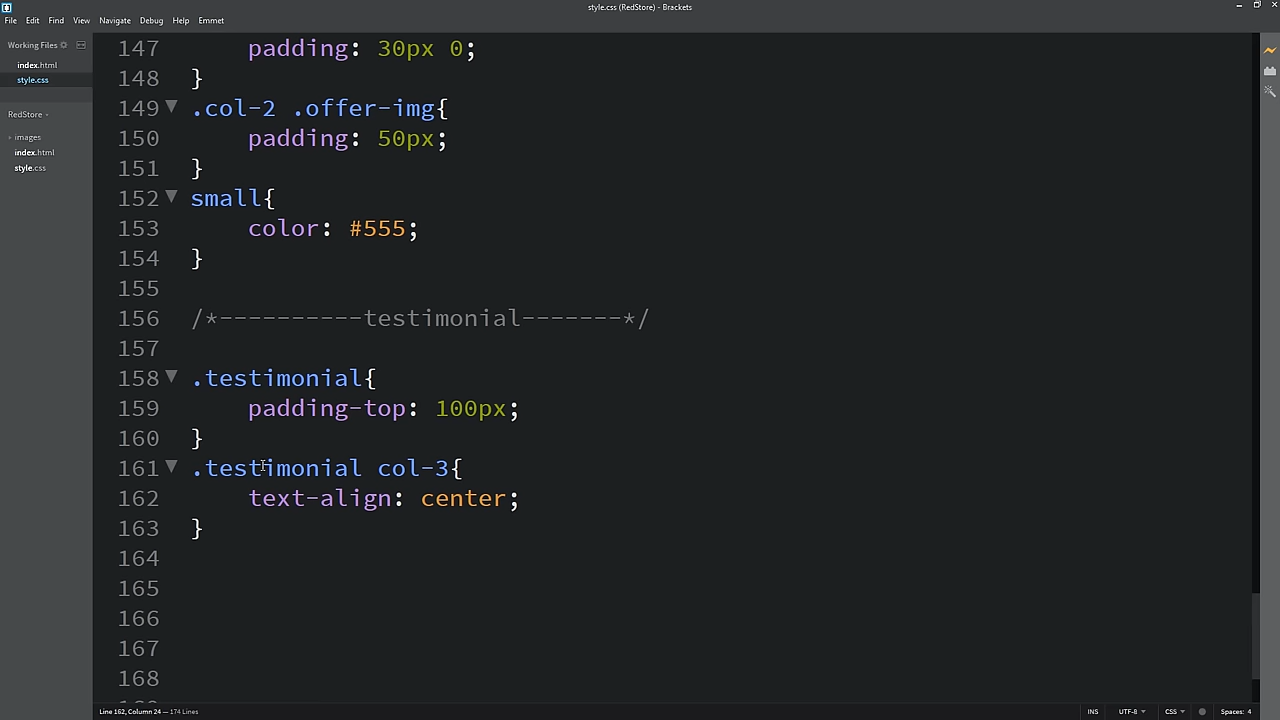 style.css (RedStore) - Brackets
File Edit Find View Navigate Debug Help Emmet
Working Files
index.html
style.css
RedStore
images
index.html
style.css
147 padding: 30px 0;
148 }
149 .col-2 .offer-img{
150 padding: 50px;
151 }
152 small{
153 color: #555;
154 }
155
156 /*----------testimonial-------*/
157
158 .testimonial{
159 padding-top: 100px;
160 }
161 .testimonial col-3{
162 text-align: center;
163 }
164
165
166
167
168
Line 162, Column 24 — 174 Lines
INS UTF-8 CSS Spaces: 4